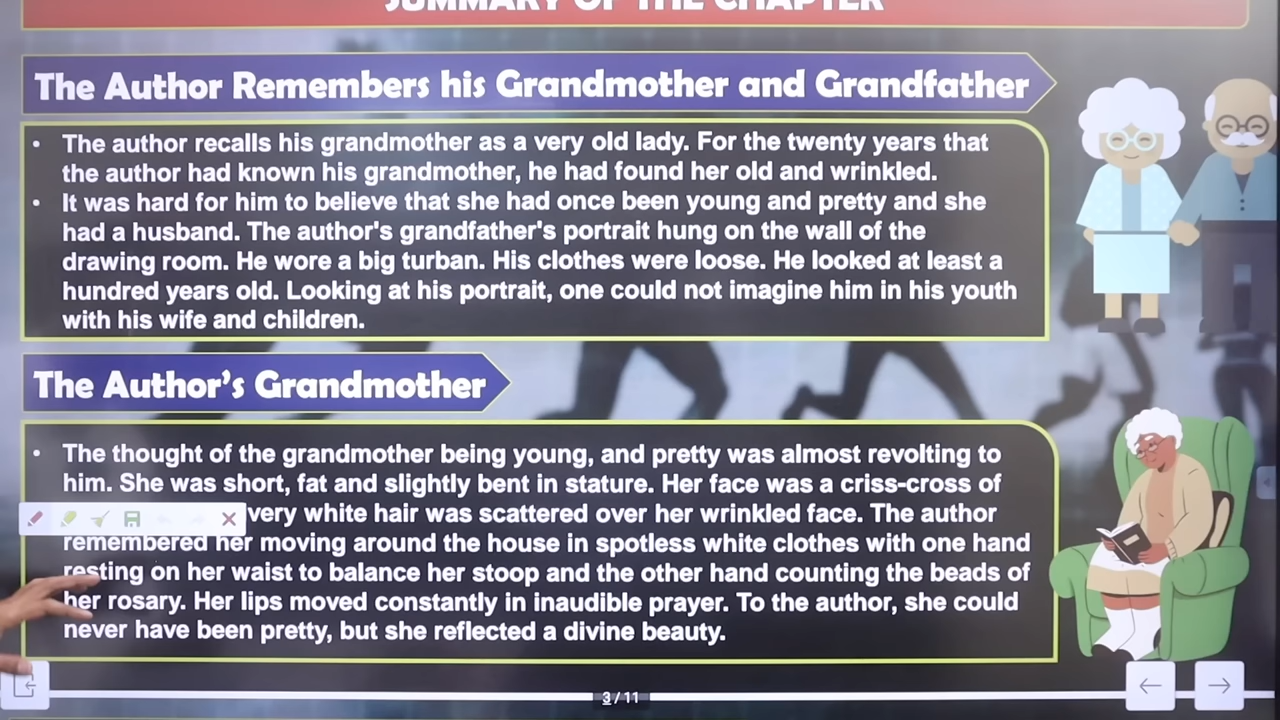 SUMMARY OF THE CHAPTER
The Author Remembers his Grandmother and Grandfather
• The author recalls his grandmother as a very old lady. For the twenty years that
the author had known his grandmother, he had found her old and wrinkled.
• It was hard for him to believe that she had once been young and pretty and she
had a husband. The author's grandfather's portrait hung on the wall of the
drawing room. He wore a big turban. His clothes were loose. He looked at least a
hundred years old. Looking at his portrait, one could not imagine him in his youth
with his wife and children.
The Author's Grandmother
• The thought of the grandmother being young, and pretty was almost revolting to
him. She was short, fat and slightly bent in stature. Her face was a criss-cross of
very white hair was scattered over her wrinkled face. The author
remembered her moving around the house in spotless white clothes with one hand
resting on her waist to balance her stoop and the other hand counting the beads of
her rosary. Her lips moved constantly in inaudible prayer. To the author, she could
never have been pretty, but she reflected a divine beauty.
3 / 11